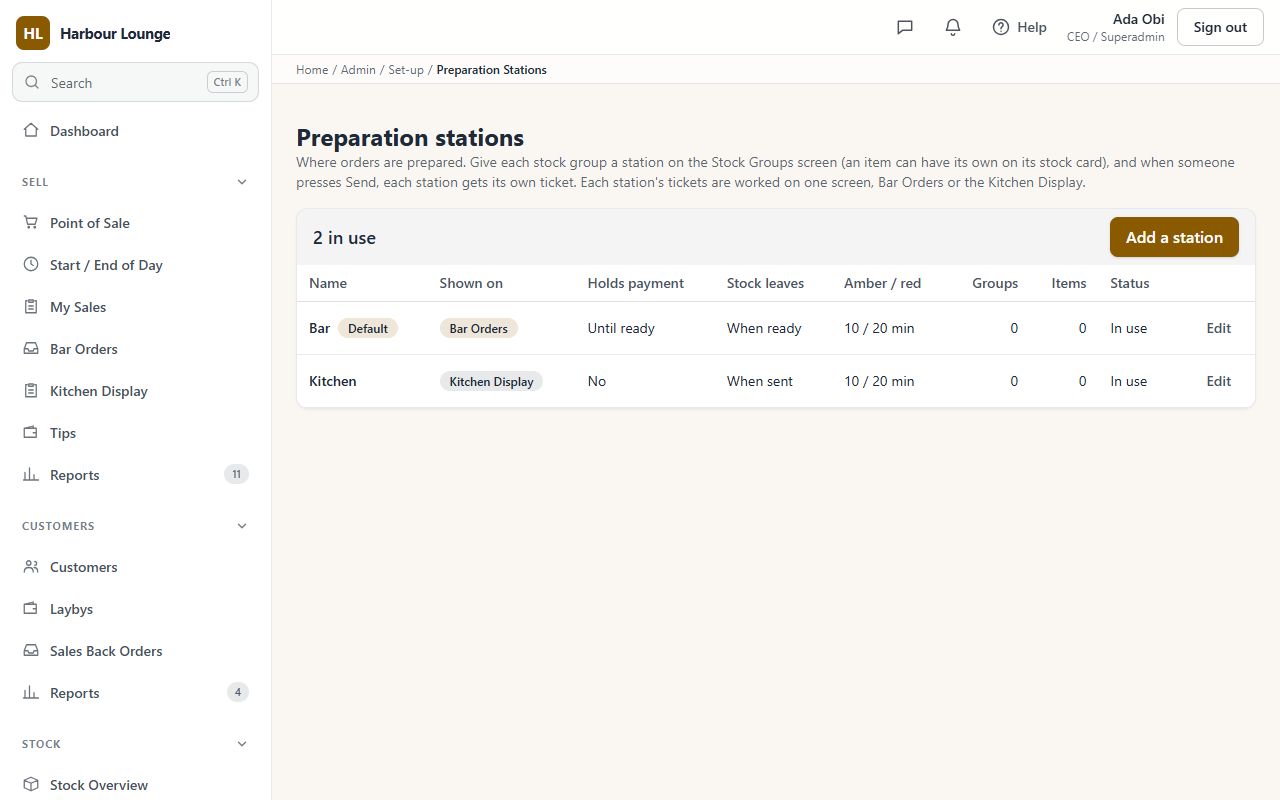 HL Harbour Lounge
Search Ctrl K
Dashboard
SELL
Point of Sale
Start / End of Day
My Sales
Bar Orders
Kitchen Display
Tips
Reports 11
CUSTOMERS
Customers
Laybys
Sales Back Orders
Reports 4
STOCK
Stock Overview
Help
Ada Obi
CEO / Superadmin
Sign out
Home / Admin / Set-up / Preparation Stations
Preparation stations
Where orders are prepared. Give each stock group a station on the Stock Groups screen (an item can have its own on its stock card), and when someone
presses Send, each station gets its own ticket. Each station's tickets are worked on one screen, Bar Orders or the Kitchen Display.
2 in use Add a station
Name Shown on Holds payment Stock leaves Amber / red Groups Items Status
Bar Default Bar Orders Until ready When ready 10 / 20 min 0 0 In use Edit
Kitchen Kitchen Display No When sent 10 / 20 min 0 0 In use Edit